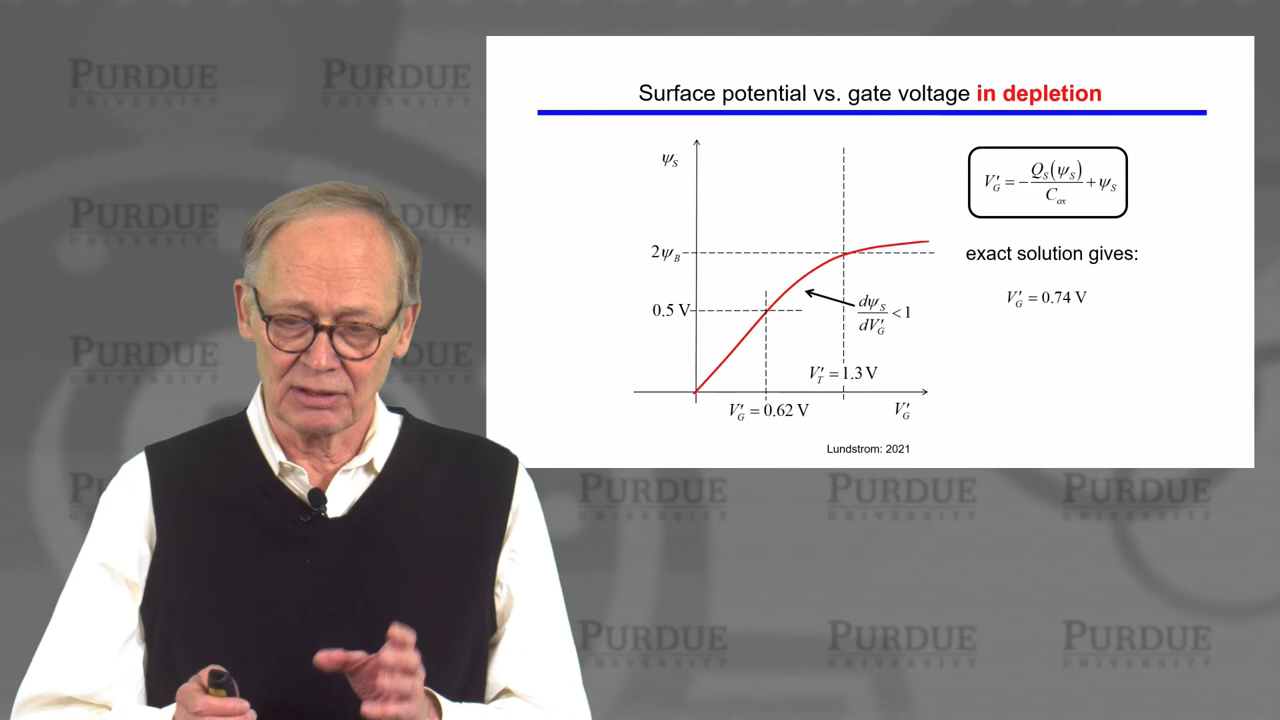 PURDUE
UNIVERSITY
PURDUE
UNIVERSITY
Surface potential vs. gate voltage in depletion
ψS
V′G = − QS(ψS) / Cox + ψS
2ψB
exact solution gives:
V′G = 0.74 V
0.5 V
dψS / dV′G < 1
V′T = 1.3 V
V′G = 0.62 V
V′G
Lundstrom: 2021
PURDUE
UNIVERSITY
PURDUE
UNIVERSITY
PURDUE
UNIVERSITY
PURDUE
UNIVERSITY
PURDUE
UNIVERSITY
PURDUE
UNIVERSITY
PURDUE
UNIVERSITY
PURDUE
UNIVERSITY
PURDUE
UNIVERSITY